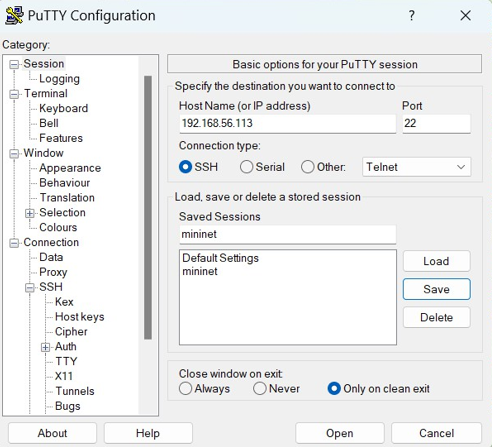 PuTTY Configuration
Category:
Session
Logging
Terminal
Keyboard
Bell
Features
Window
Appearance
Behaviour
Translation
Selection
Colours
Connection
Data
Proxy
SSH
Kex
Host keys
Cipher
Auth
TTY
X11
Tunnels
Bugs
Basic options for your PuTTY session
Specify the destination you want to connect to
Host Name (or IP address) Port
192.168.56.113 22
Connection type:
SSH Serial Other: Telnet
Load, save or delete a stored session
Saved Sessions
mininet
Default Settings
mininet
Load
Save
Delete
Close window on exit:
Always Never Only on clean exit
About Help Open Cancel